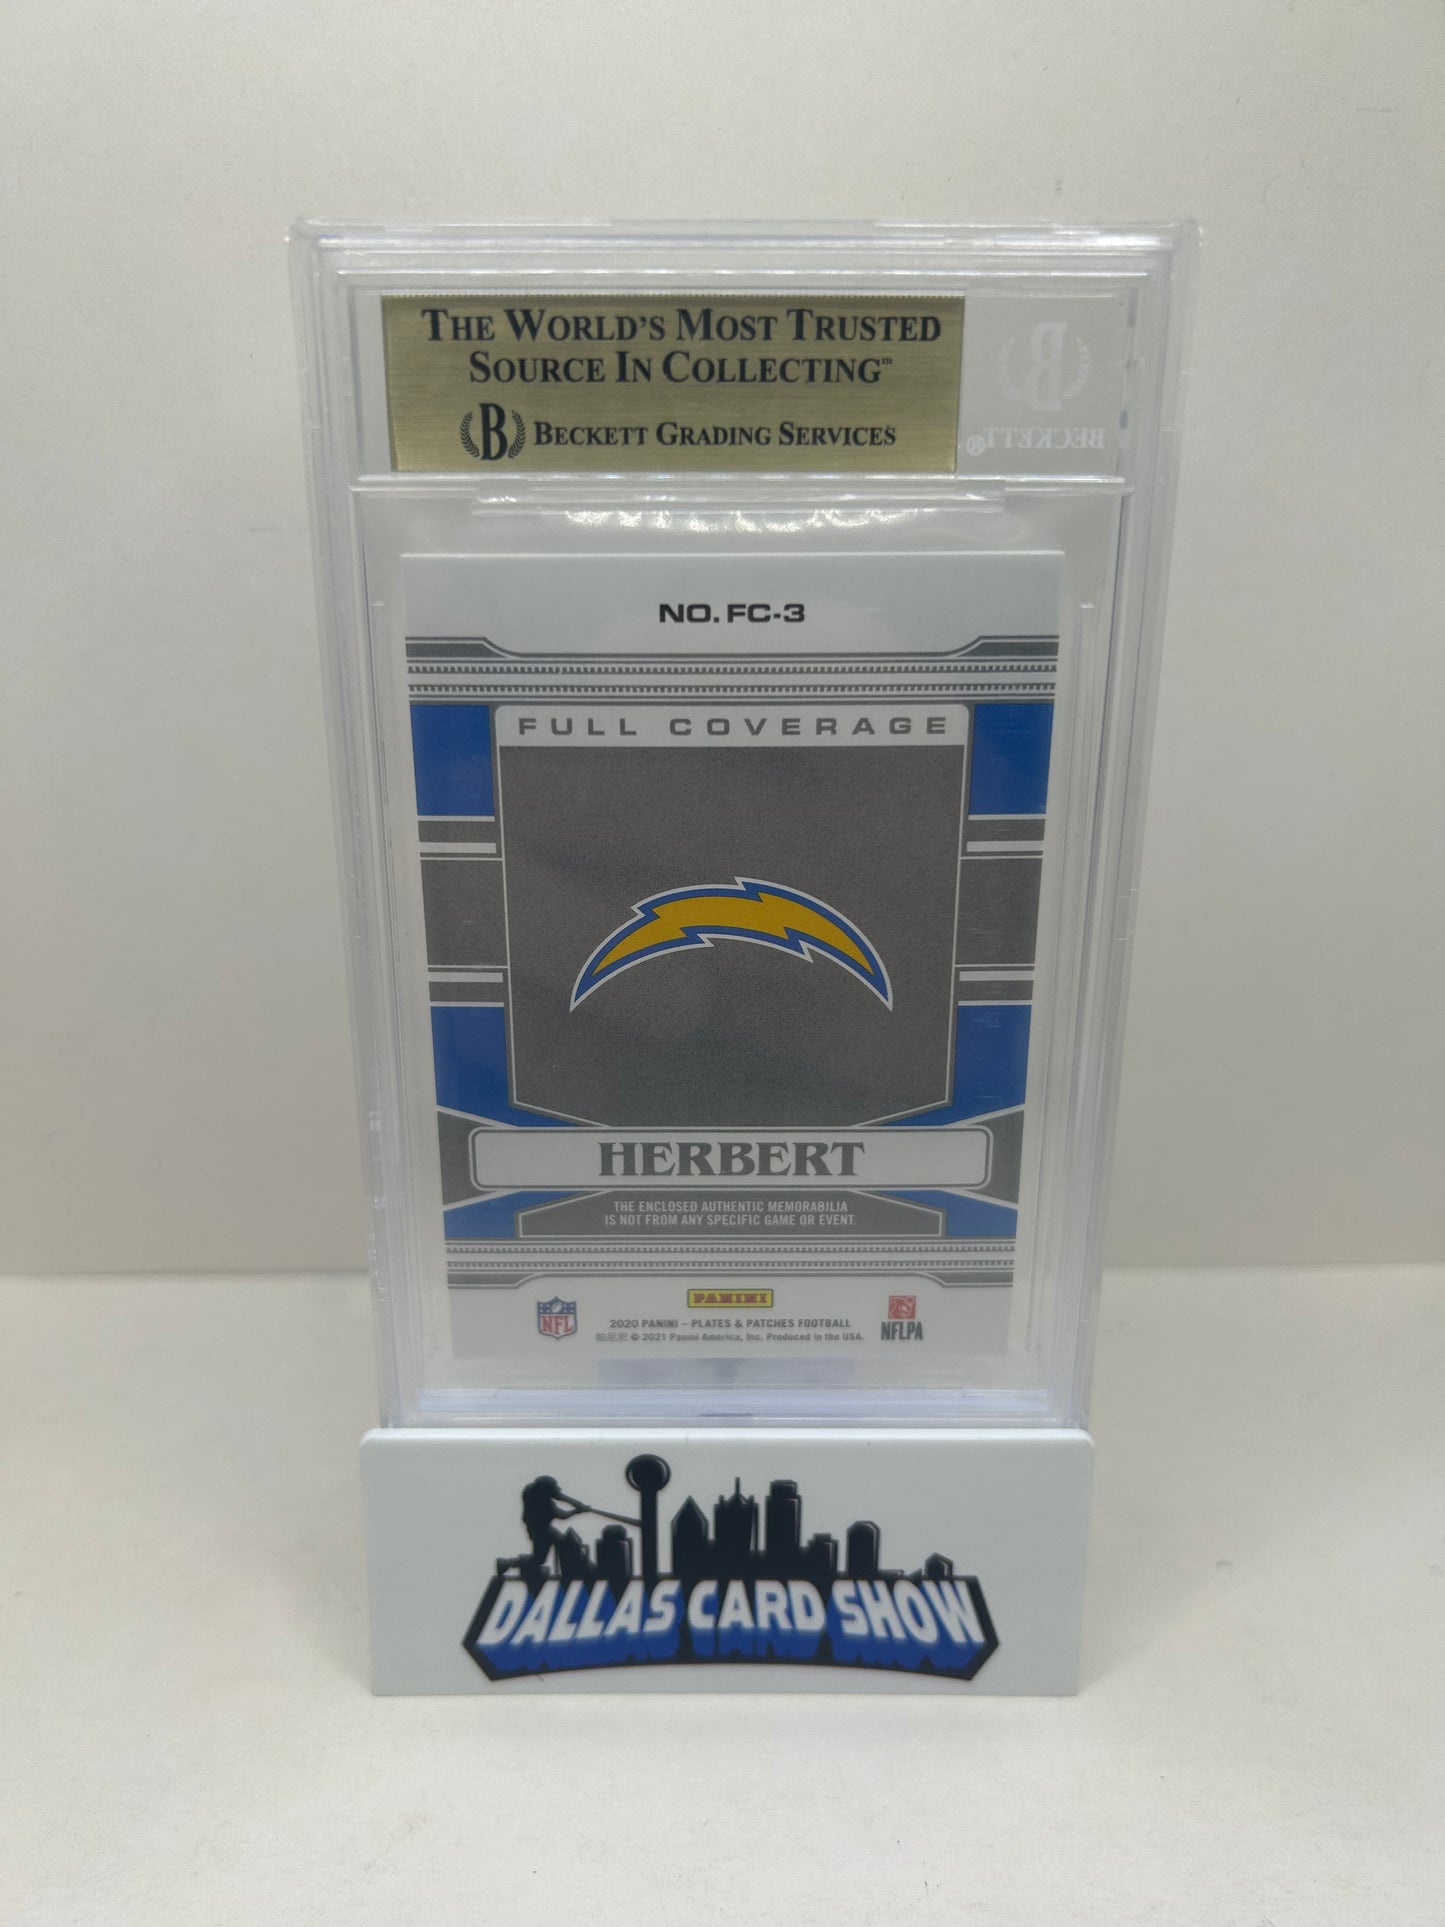 THE WORLD'S MOST TRUSTED
SOURCE IN COLLECTING™
B BECKETT GRADING SERVICES
B
BECKETT®
NO. FC-3
FULL COVERAGE
HERBERT
THE ENCLOSED AUTHENTIC MEMORABILIA
IS NOT FROM ANY SPECIFIC GAME OR EVENT.
PANINI
NFL
2020 PANINI – PLATES & PATCHES FOOTBALL
帕尼尼 © 2021 Panini America, Inc. Produced in the USA.
NFLPA
DALLAS CARD SHOW